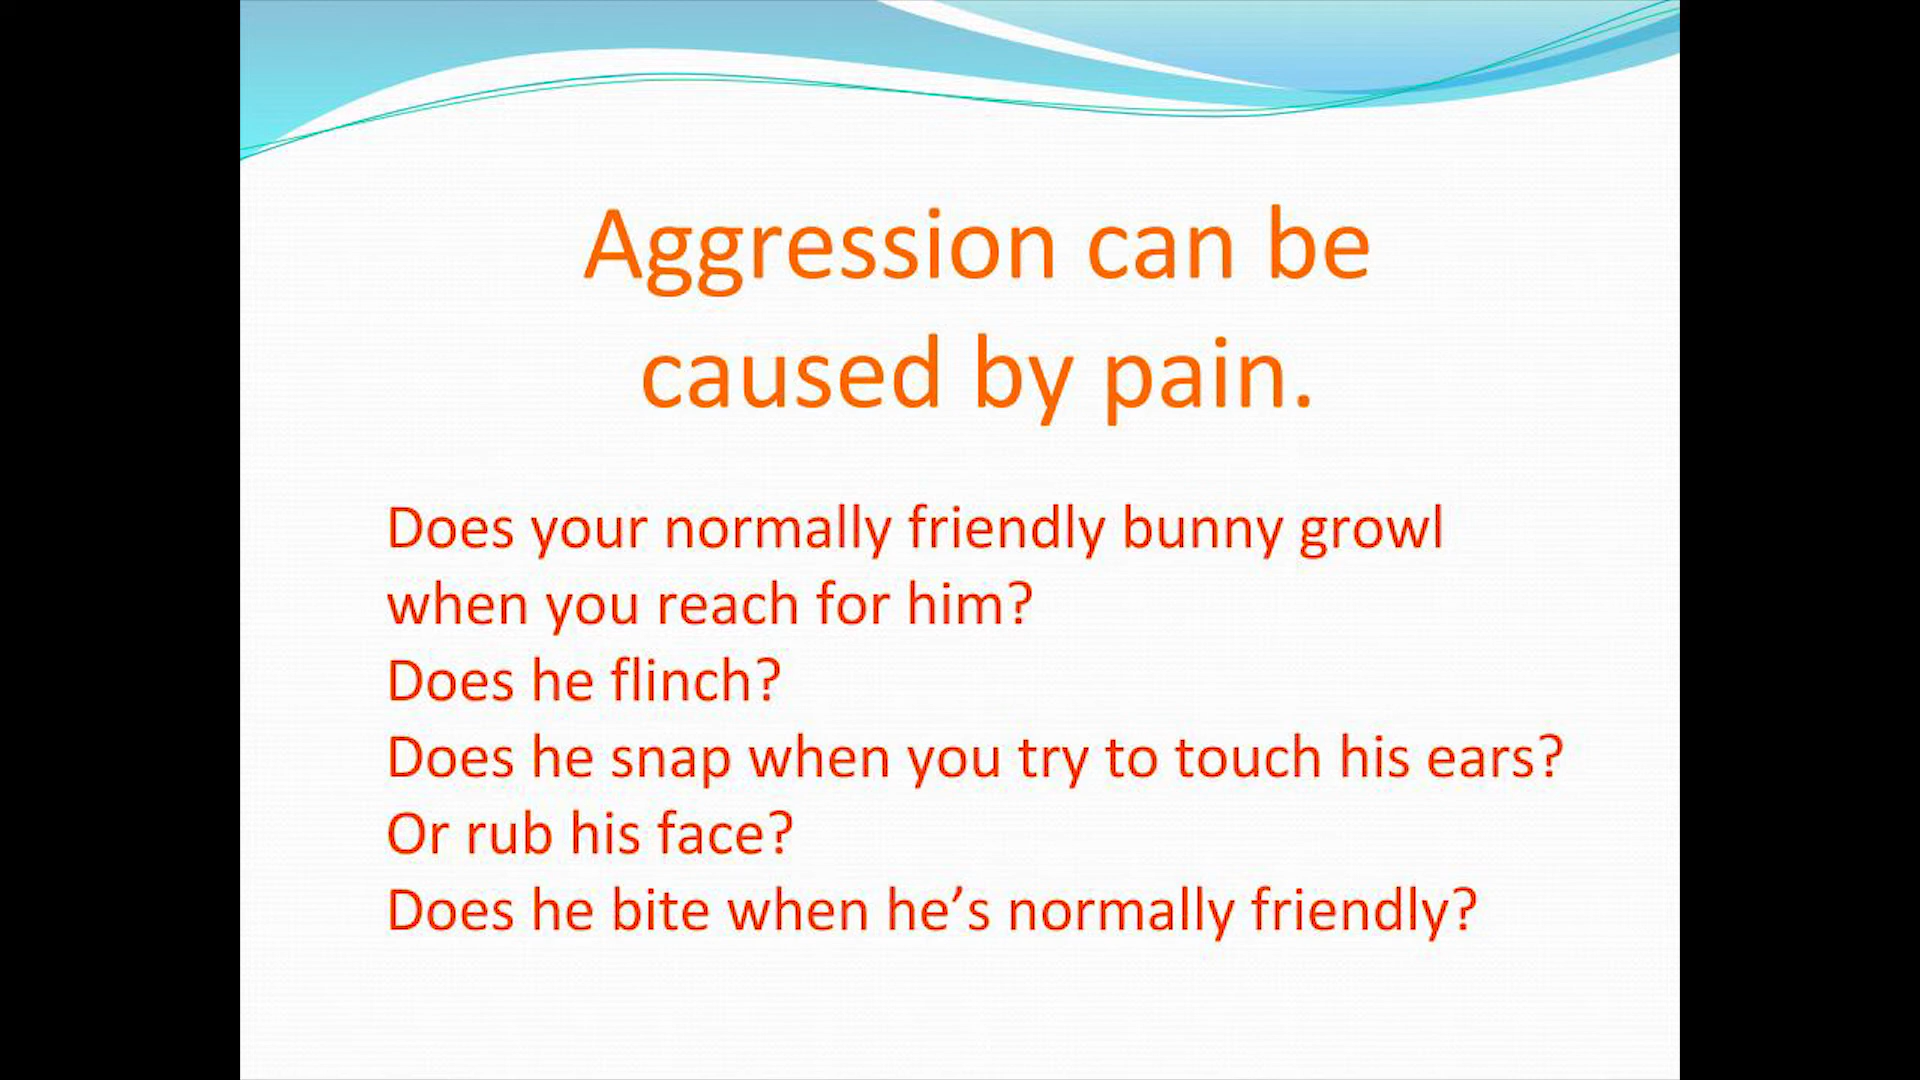 Aggression can be
caused by pain.
Does your normally friendly bunny growl
when you reach for him?
Does he flinch?
Does he snap when you try to touch his ears?
Or rub his face?
Does he bite when he’s normally friendly?